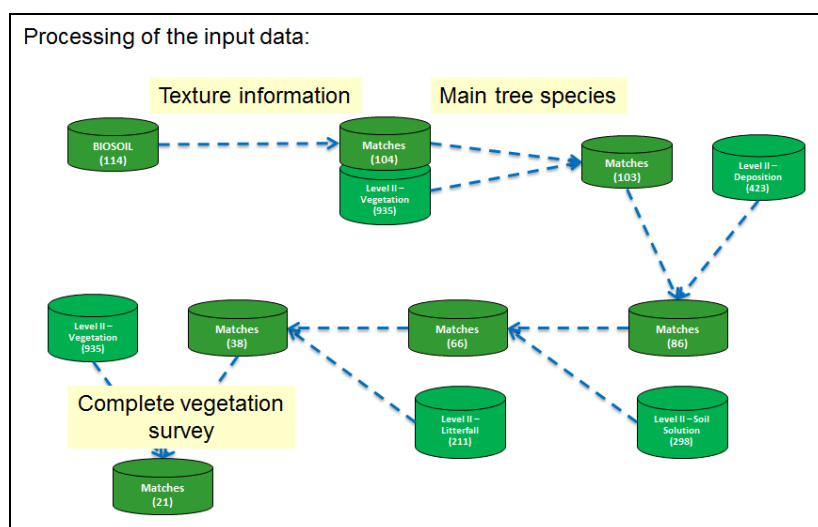 Processing of the input data:
Texture information
Main tree species
BIOSOIL
(114)
Matches
(104)
Level II –
Vegetation
(935)
Matches
(103)
Level II –
Deposition
(423)
Level II –
Vegetation
(935)
Matches
(38)
Matches
(66)
Matches
(86)
Complete vegetation
survey
Level II –
Litterfall
(211)
Level II – Soil
Solution
(298)
Matches
(21)